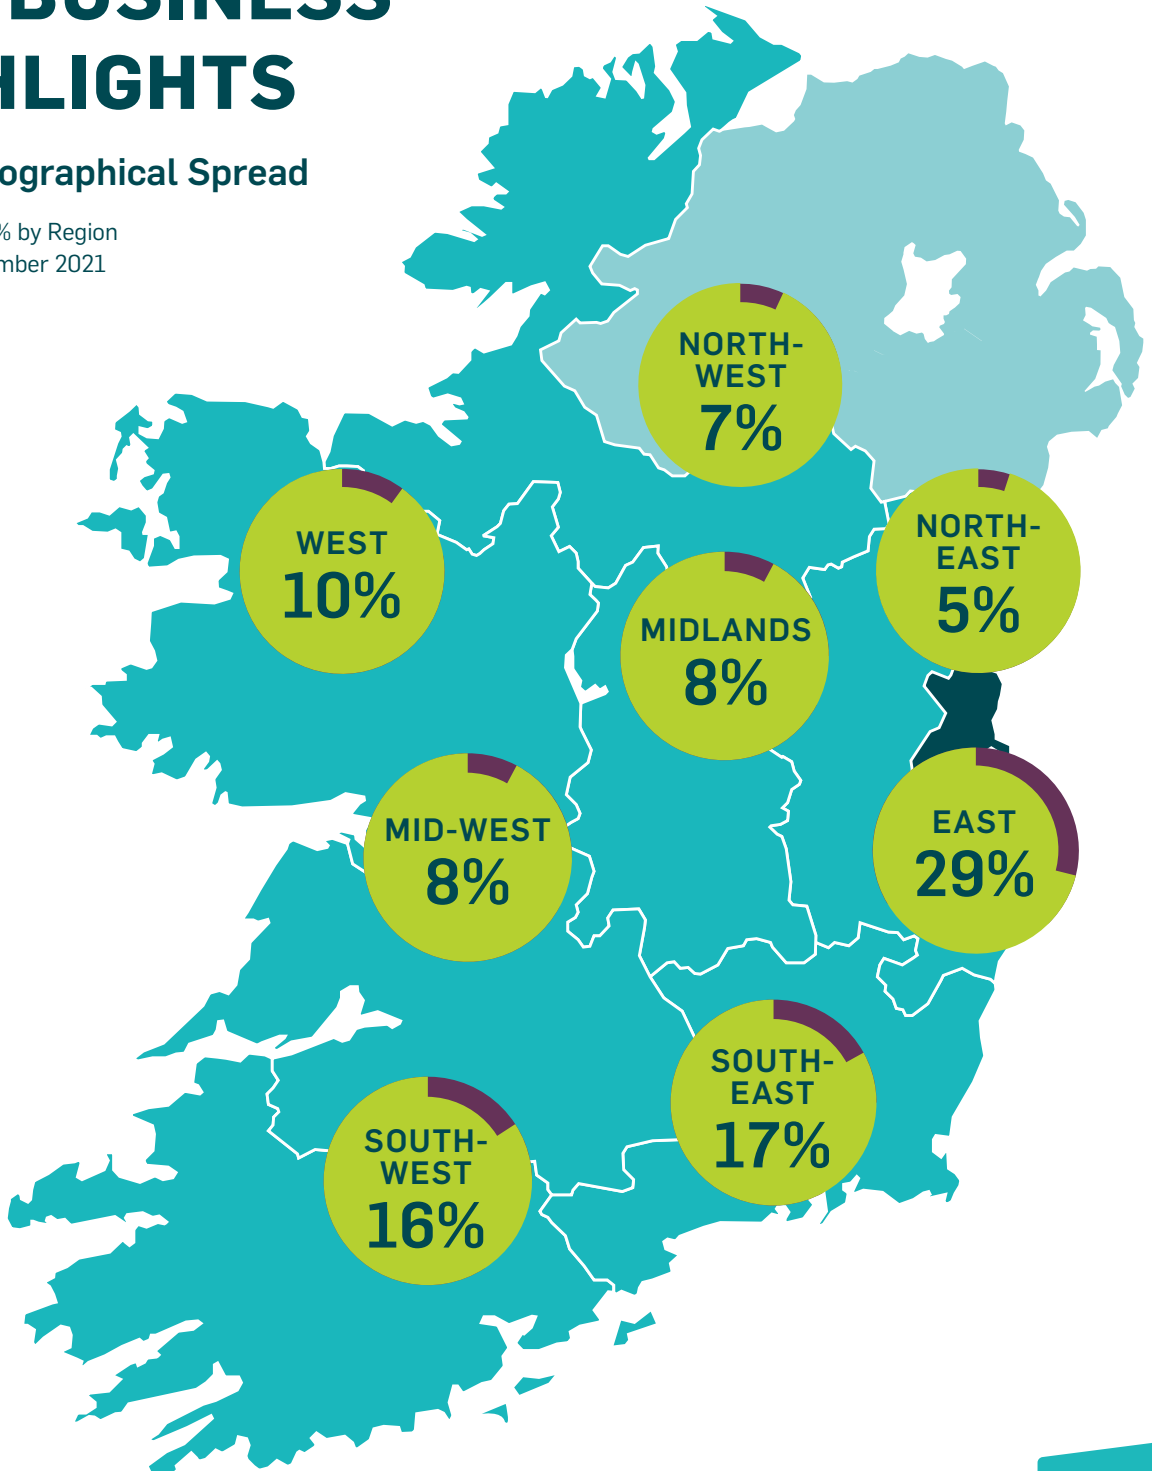 BUSINESS
HLIGHTS
ographical Spread
% by Region
mber 2021
NORTH-
WEST
7%
WEST
10%
NORTH-
EAST
5%
MIDLANDS
8%
MID-WEST
8%
EAST
29%
SOUTH-
EAST
17%
SOUTH-
WEST
16%